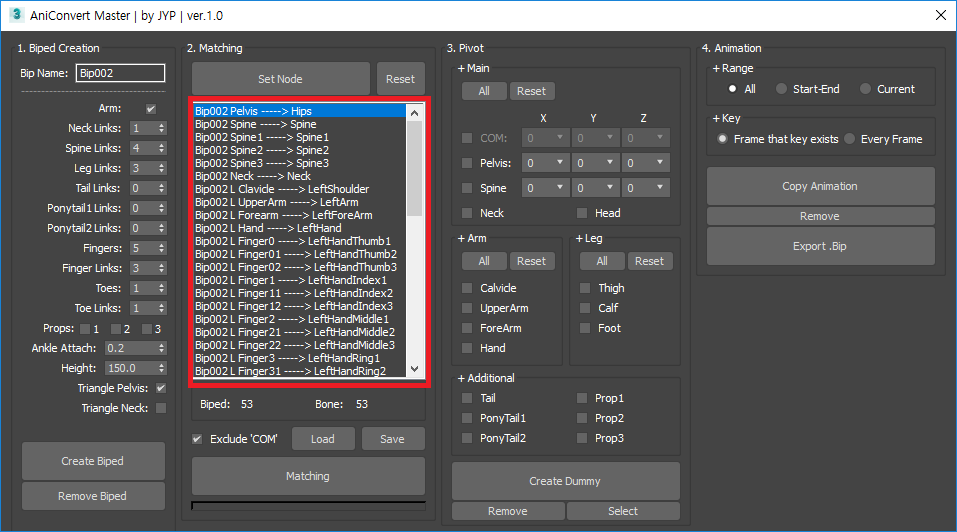 3 AniConvert Master | by JYP | ver.1.0
1. Biped Creation
Bip Name: Bip002
Arm:
Neck Links: 1
Spine Links: 4
Leg Links: 3
Tail Links: 0
Ponytail1 Links: 0
Ponytail2 Links: 0
Fingers: 5
Finger Links: 3
Toes: 1
Toe Links: 1
Props: 1 2 3
Ankle Attach: 0.2
Height: 150.0
Triangle Pelvis:
Triangle Neck:
Create Biped
Remove Biped
2. Matching
Set Node Reset
Bip002 Pelvis -----> Hips
Bip002 Spine -----> Spine
Bip002 Spine1 -----> Spine1
Bip002 Spine2 -----> Spine2
Bip002 Spine3 -----> Spine3
Bip002 Neck -----> Neck
Bip002 L Clavicle -----> LeftShoulder
Bip002 L UpperArm -----> LeftArm
Bip002 L Forearm -----> LeftForeArm
Bip002 L Hand -----> LeftHand
Bip002 L Finger0 -----> LeftHandThumb1
Bip002 L Finger01 -----> LeftHandThumb2
Bip002 L Finger02 -----> LeftHandThumb3
Bip002 L Finger1 -----> LeftHandIndex1
Bip002 L Finger11 -----> LeftHandIndex2
Bip002 L Finger12 -----> LeftHandIndex3
Bip002 L Finger2 -----> LeftHandMiddle1
Bip002 L Finger21 -----> LeftHandMiddle2
Bip002 L Finger22 -----> LeftHandMiddle3
Bip002 L Finger3 -----> LeftHandRing1
Bip002 L Finger31 -----> LeftHandRing2
Biped: 53 Bone: 53
Exclude 'COM' Load Save
Matching
3. Pivot
+ Main
All Reset
X Y Z
COM: 0 0 0
Pelvis: 0 0 0
Spine 0 0 0
Neck Head
+ Arm
All Reset
Calvicle
UpperArm
ForeArm
Hand
+ Leg
All Reset
Thigh
Calf
Foot
+ Additional
Tail Prop1
PonyTail1 Prop2
PonyTail2 Prop3
Create Dummy
Remove Select
4. Animation
+ Range
All Start-End Current
+ Key
Frame that key exists Every Frame
Copy Animation
Remove
Export .Bip